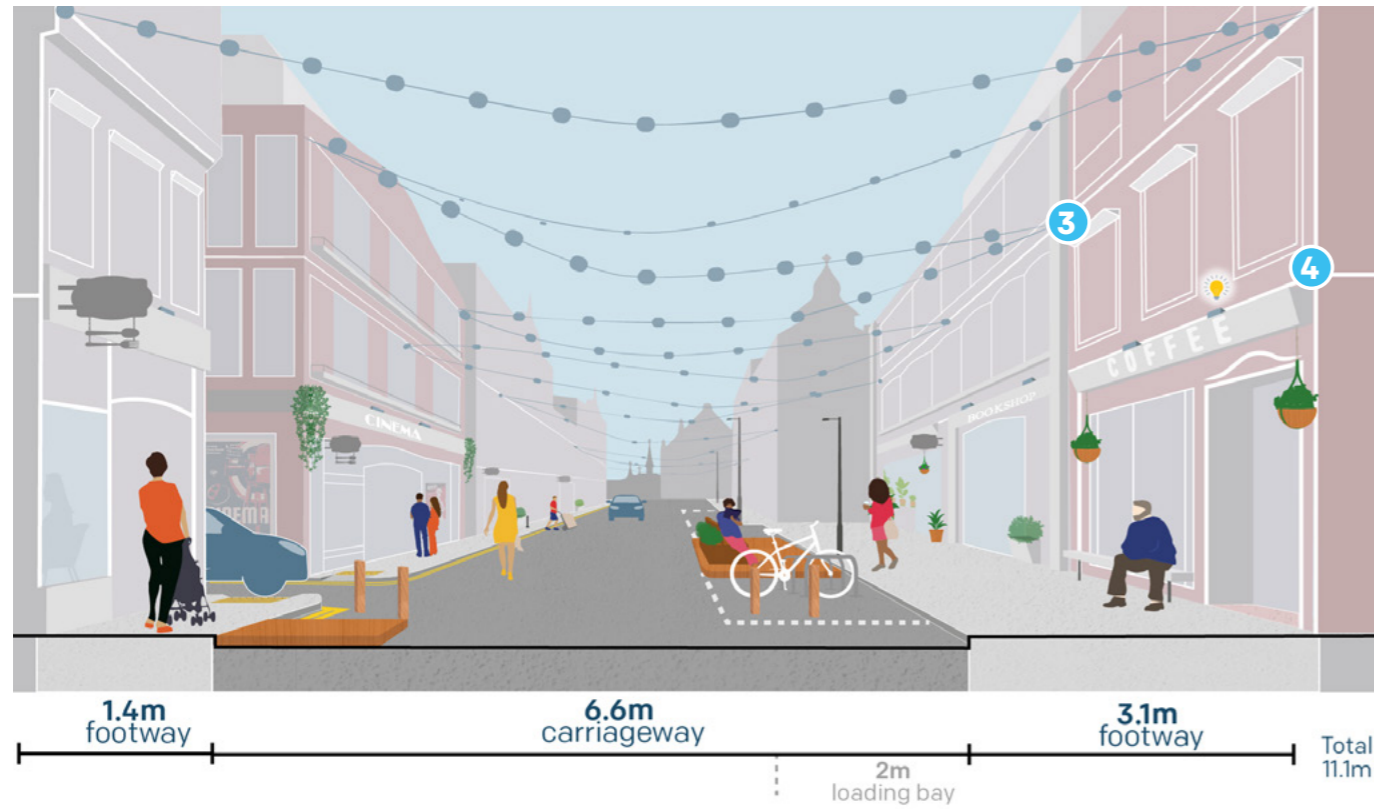 3
4
COFFEE
BOOKSHOP
CINEMA
CINEMA
1.4m
footway
6.6m
carriageway
3.1m
footway
Total
11.1m
2m
loading bay